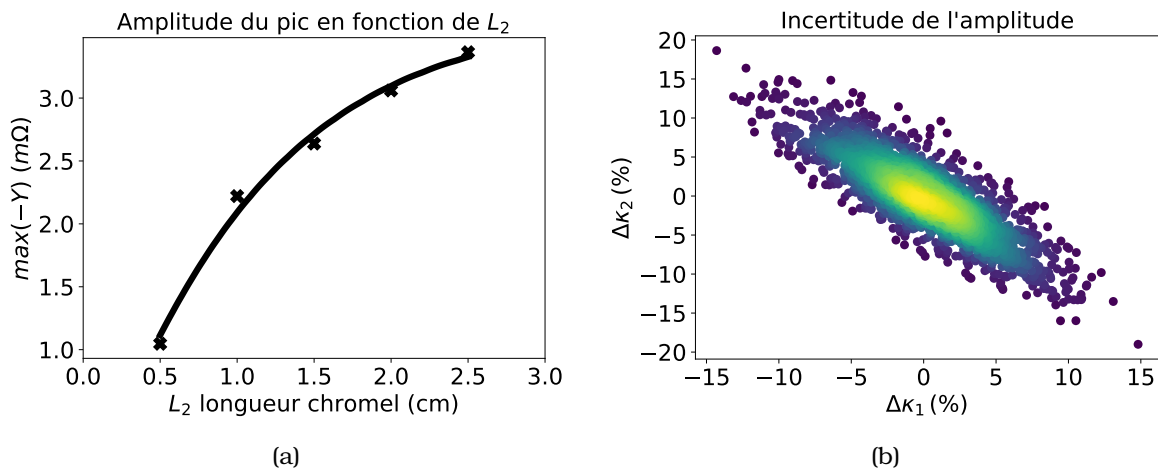 Amplitude du pic en fonction de L₂
max(−Y) (mΩ)
3.0
2.5
2.0
1.5
1.0
0.0 0.5 1.0 1.5 2.0 2.5 3.0
L₂ longueur chromel (cm)
(a)
Incertitude de l'amplitude
Δκ₂ (%)
20
15
10
5
0
−5
−10
−15
−20
−15 −10 −5 0 5 10 15
Δκ₁ (%)
(b)